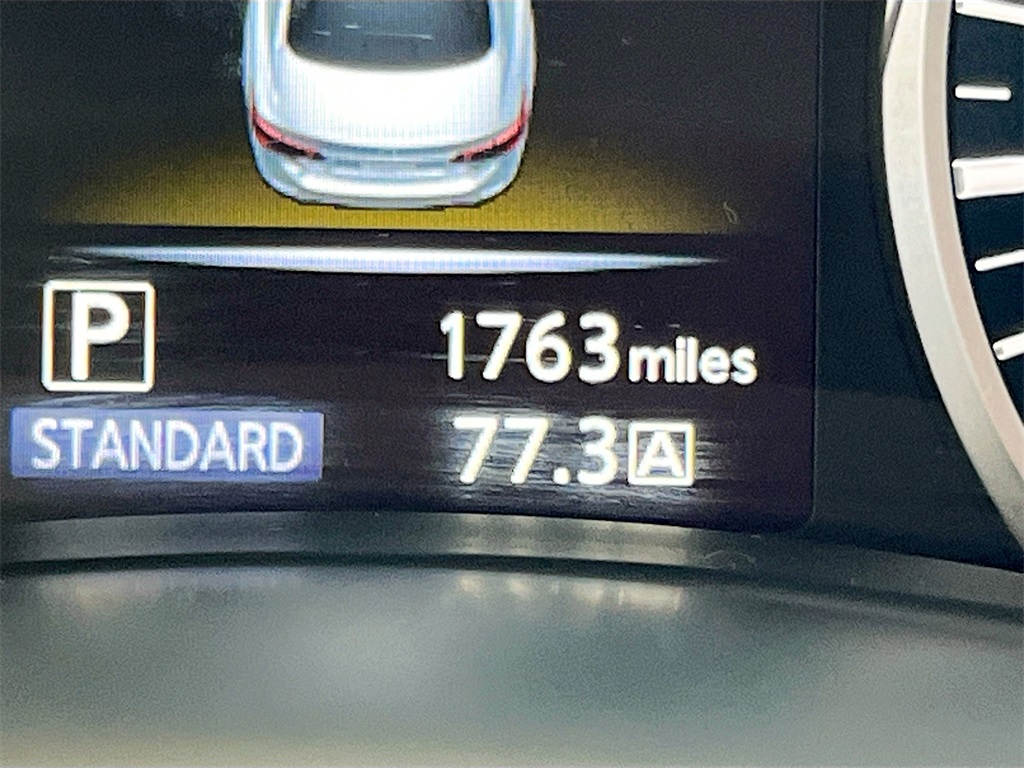 P
1763 miles
STANDARD
77.3 A